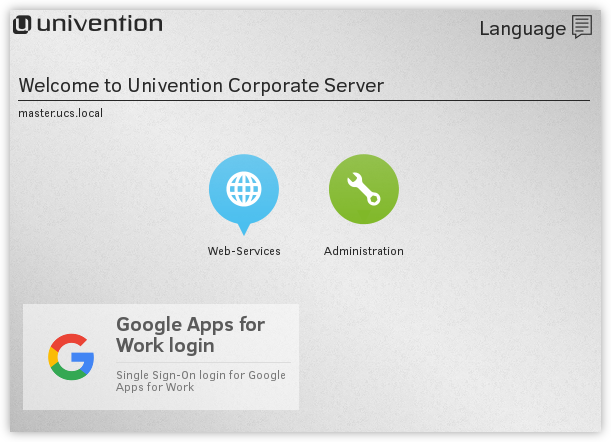 univention
Language
Welcome to Univention Corporate Server
master.ucs.local
Web-Services
Administration
Google Apps for
Work login
Single Sign-On login for Google
Apps for Work